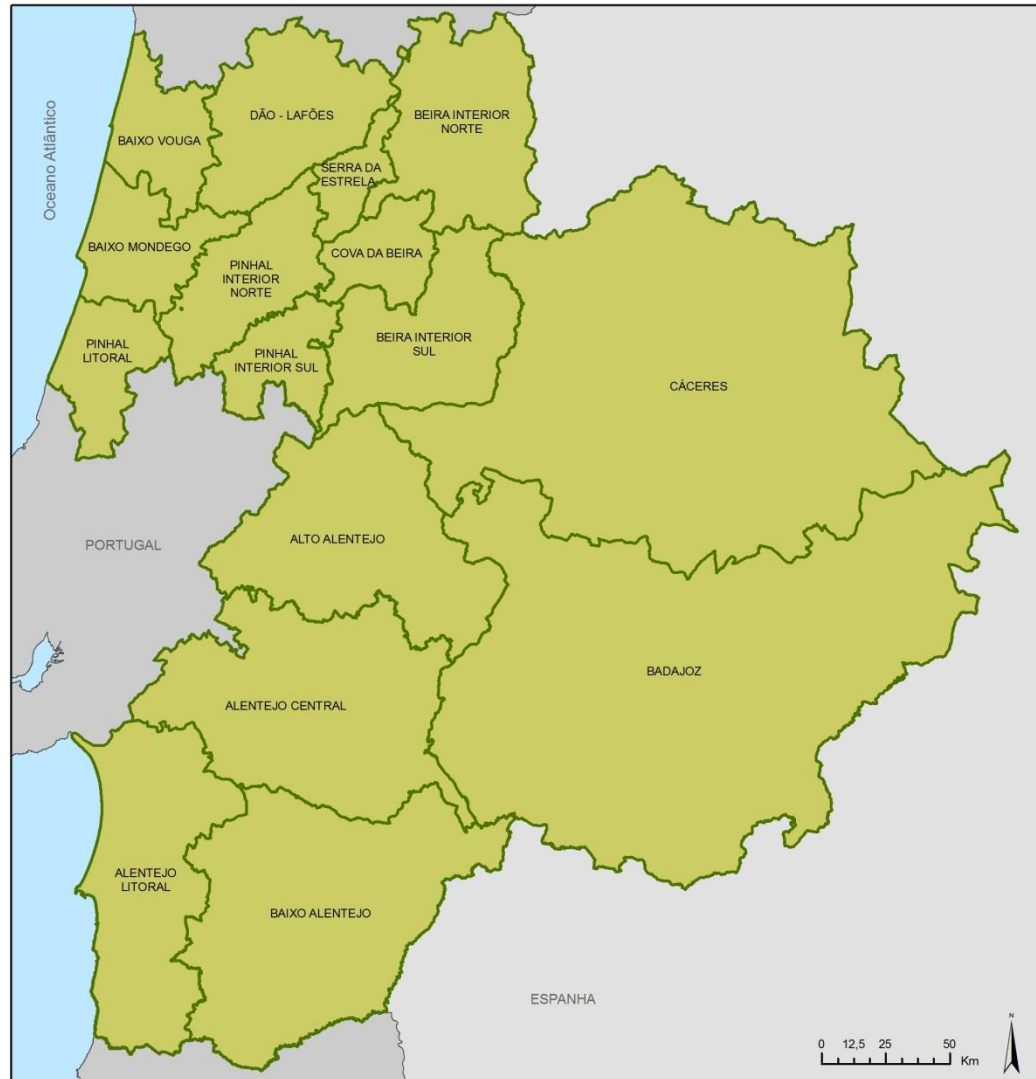 Oceano Atlântico
DÃO - LAFÕES
BEIRA INTERIOR
NORTE
BAIXO VOUGA
SERRA DA
ESTRELA
BAIXO MONDEGO
COVA DA BEIRA
PINHAL
INTERIOR
NORTE
BEIRA INTERIOR
SUL
PINHAL
LITORAL
PINHAL
INTERIOR SUL
CÁCERES
ALTO ALENTEJO
PORTUGAL
BADAJOZ
ALENTEJO CENTRAL
ALENTEJO
LITORAL
BAIXO ALENTEJO
ESPANHA
N
0 12,5 25 50
Km